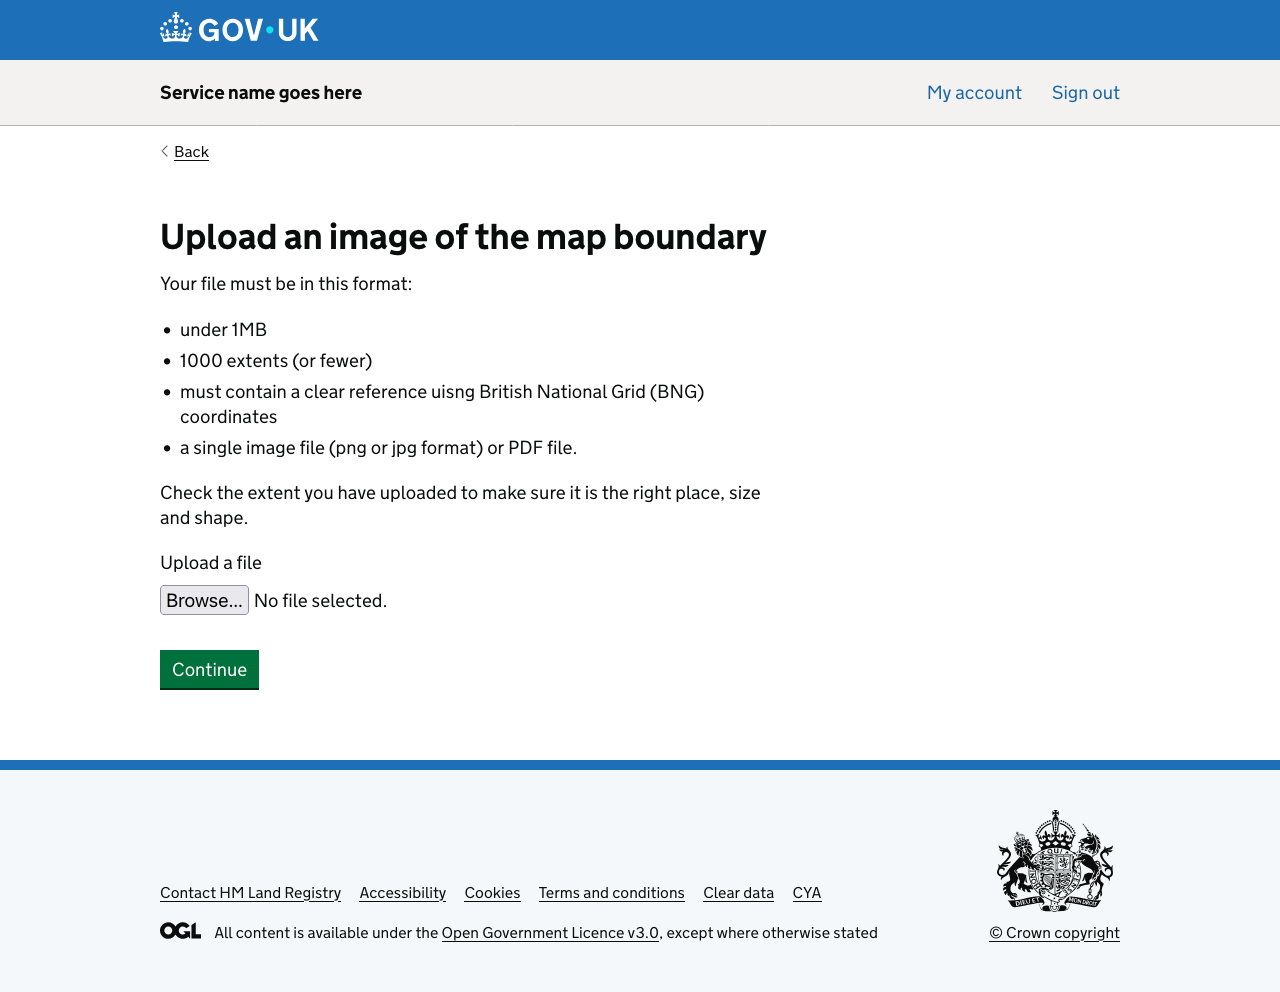 GOV·UK
Service name goes here
My account
Sign out
Back
Upload an image of the map boundary
Your file must be in this format:
• under 1MB
• 1000 extents (or fewer)
• must contain a clear reference uisng British National Grid (BNG)
coordinates
• a single image file (png or jpg format) or PDF file.
Check the extent you have uploaded to make sure it is the right place, size
and shape.
Upload a file
Browse... No file selected.
Continue
Contact HM Land Registry Accessibility Cookies Terms and conditions Clear data CYA
OGL All content is available under the Open Government Licence v3.0, except where otherwise stated
DIEU ET MON DROIT
© Crown copyright